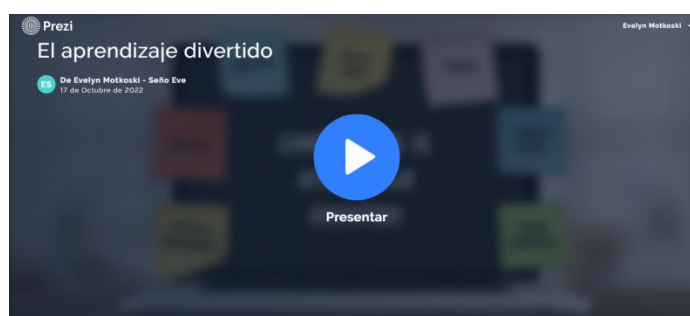 Prezi
Evelyn Motkoski
El aprendizaje divertido
ES
De Evelyn Motkoski - Seño Eve
17 de Octubre de 2022
Presentar